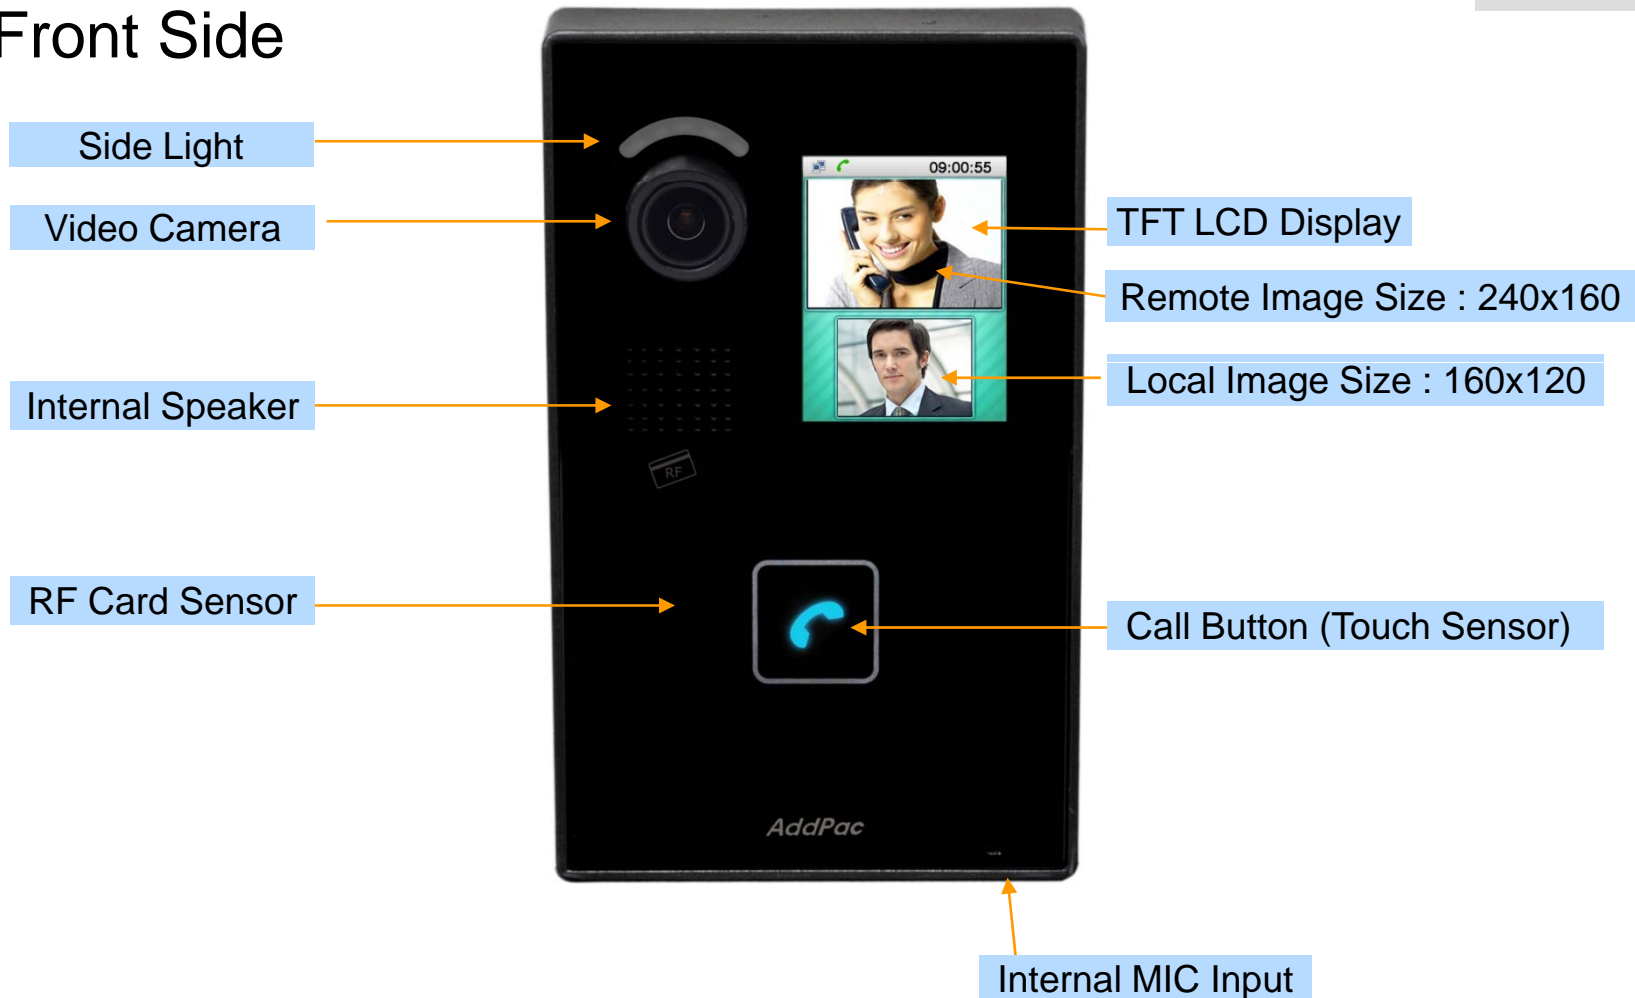 Front Side
Side Light
Video Camera
Internal Speaker
RF Card Sensor
09:00:55
RF
AddPac
TFT LCD Display
Remote Image Size : 240x160
Local Image Size : 160x120
Call Button (Touch Sensor)
Internal MIC Input